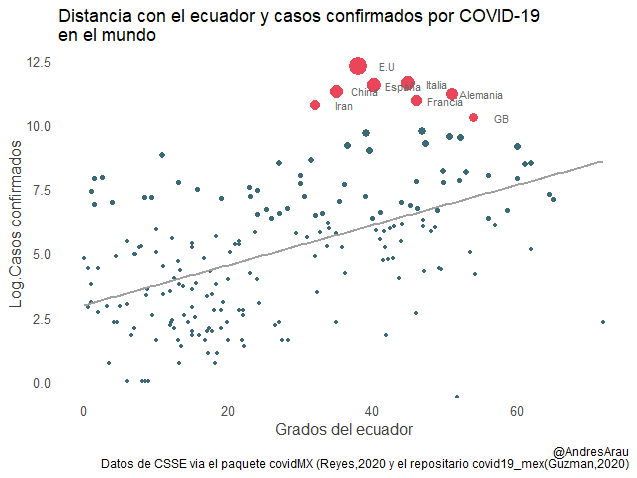 Distancia con el ecuador y casos confirmados por COVID-19
en el mundo
12.5
10.0
7.5
5.0
2.5
0.0
Log.Casos confirmados
E.U
China
España
Italia
Alemania
Iran
Francia
GB
0
20
40
60
Grados del ecuador
@AndresArau
Datos de CSSE via el paquete covidMX (Reyes,2020 y el repositario covid19_mex(Guzman,2020)